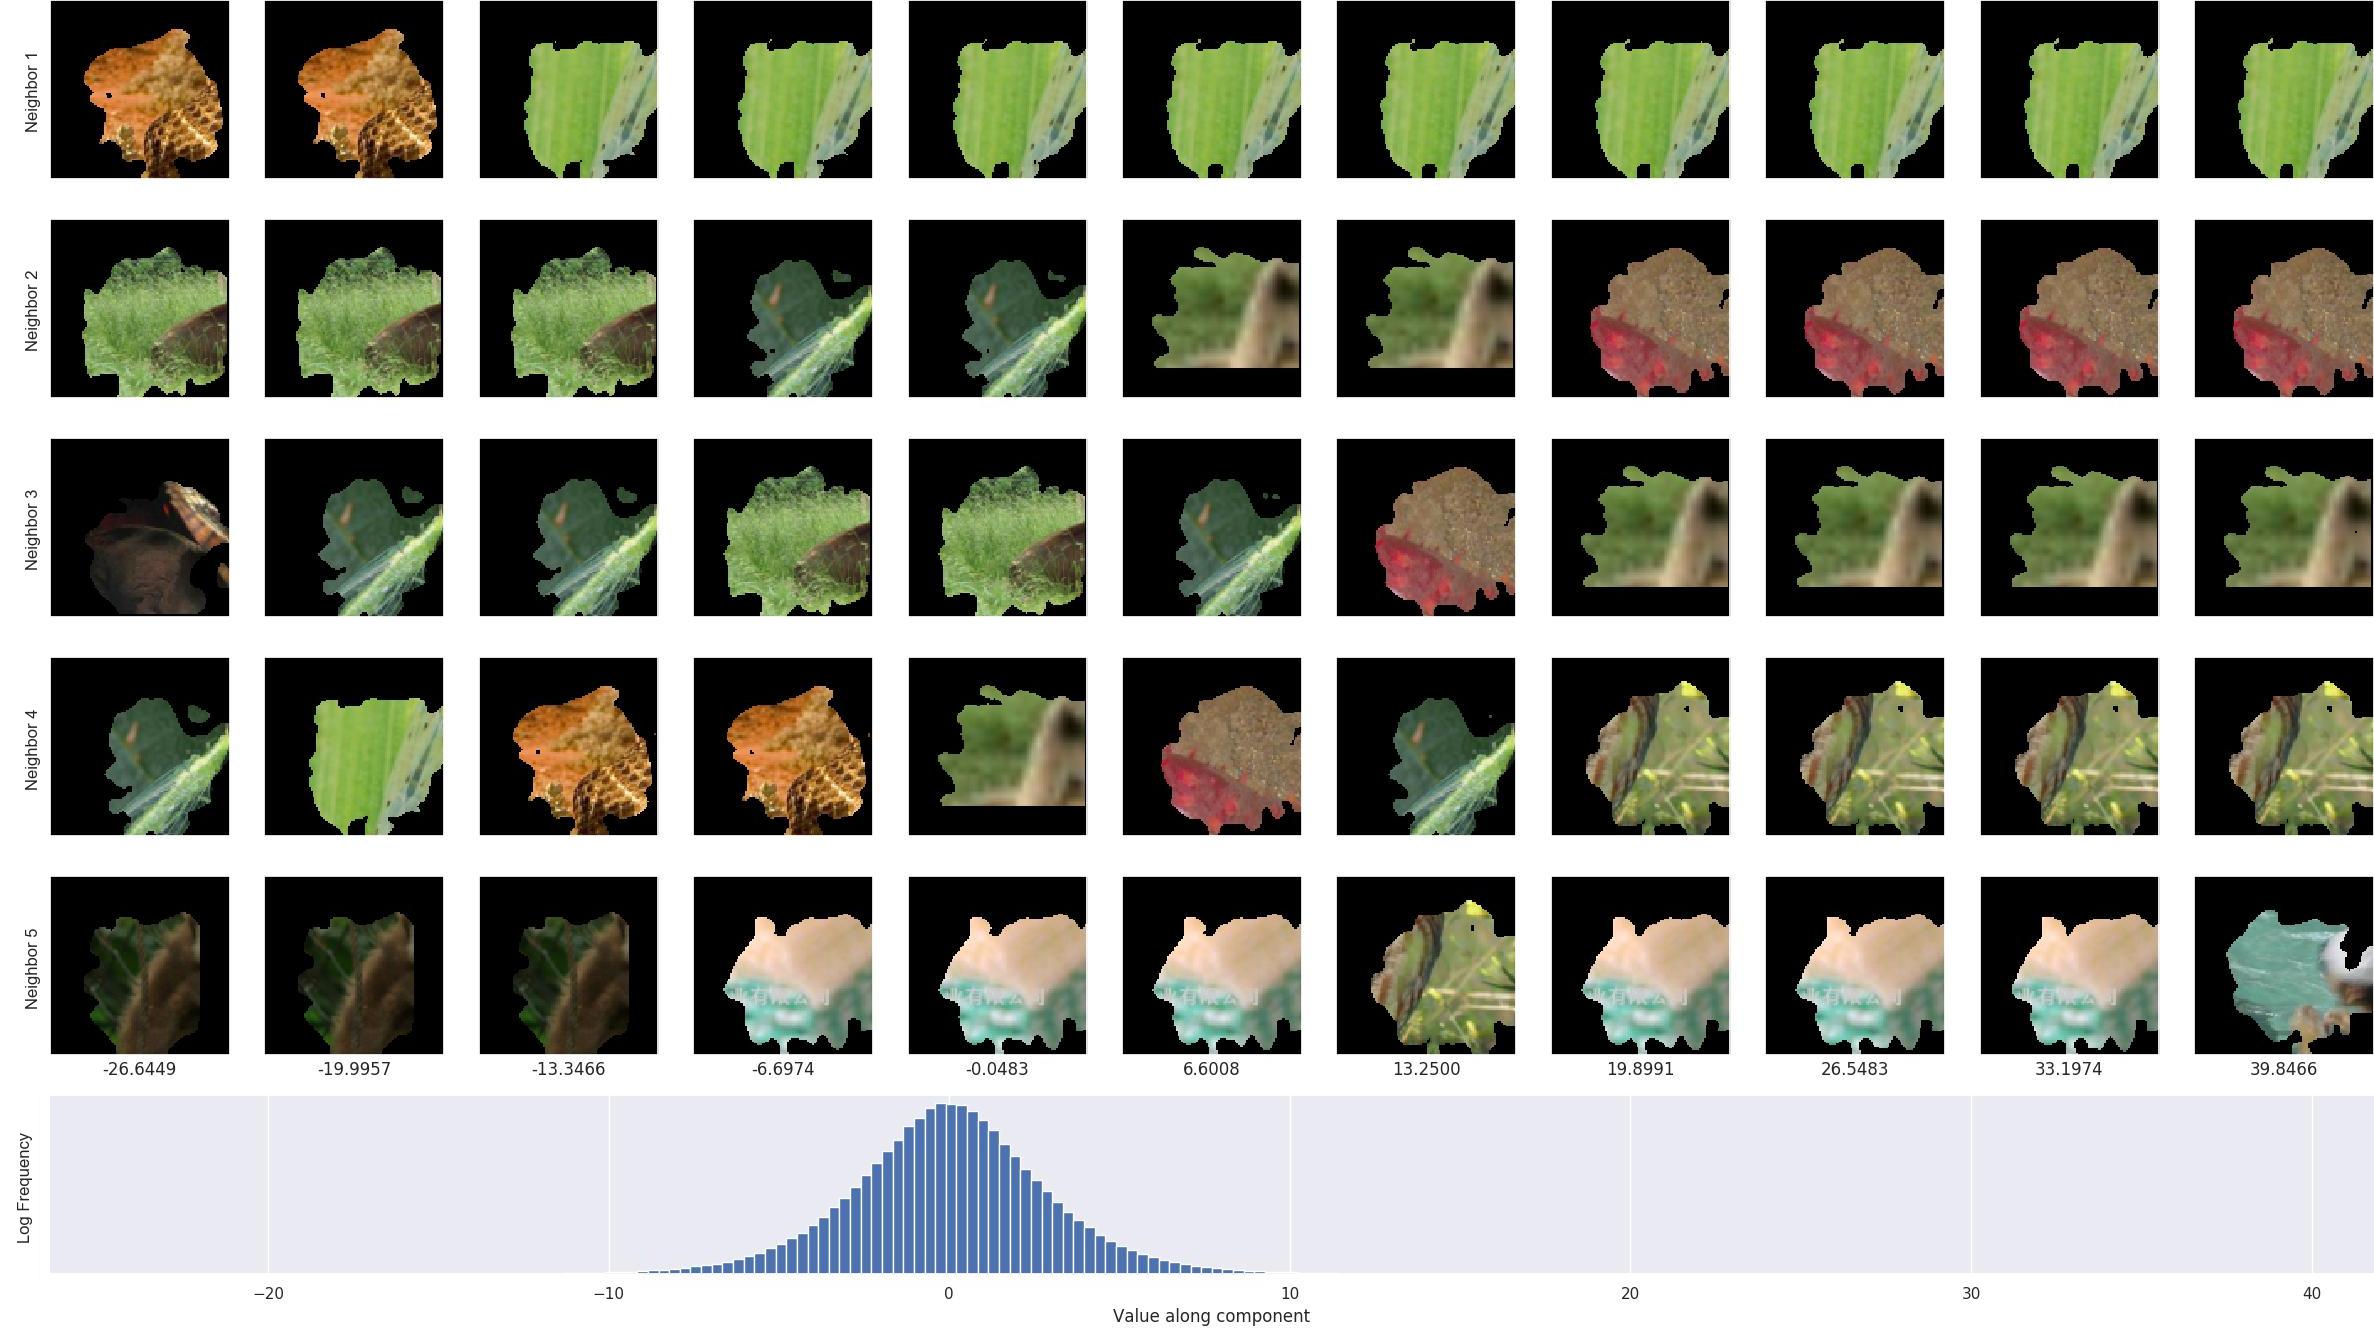 Neighbor 1
Neighbor 2
Neighbor 3
Neighbor 4
Neighbor 5
-26.6449 -19.9957 -13.3466 -6.6974 -0.0483 6.6008 13.2500 19.8991 26.5483 33.1974 39.8466
Log Frequency
−20 −10 0 10 20 30 40
Value along component